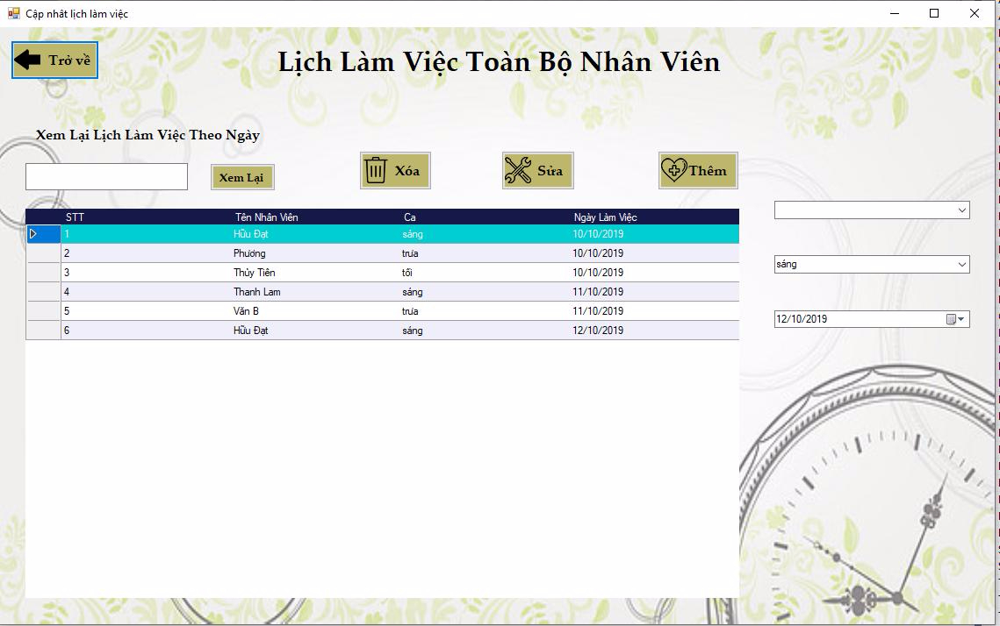 Cập nhât lịch làm việc
Trở về
Lịch Làm Việc Toàn Bộ Nhân Viên
Xem Lại Lịch Làm Việc Theo Ngày
Xem Lại
Xóa
Sửa
Thêm
STT Tên Nhân Viên Ca Ngày Làm Việc
1 Hữu Đạt sáng 10/10/2019
2 Phương trưa 10/10/2019
3 Thủy Tiên tối 10/10/2019
4 Thanh Lam sáng 11/10/2019
5 Văn B trưa 11/10/2019
6 Hữu Đạt sáng 12/10/2019
sáng
12/10/2019